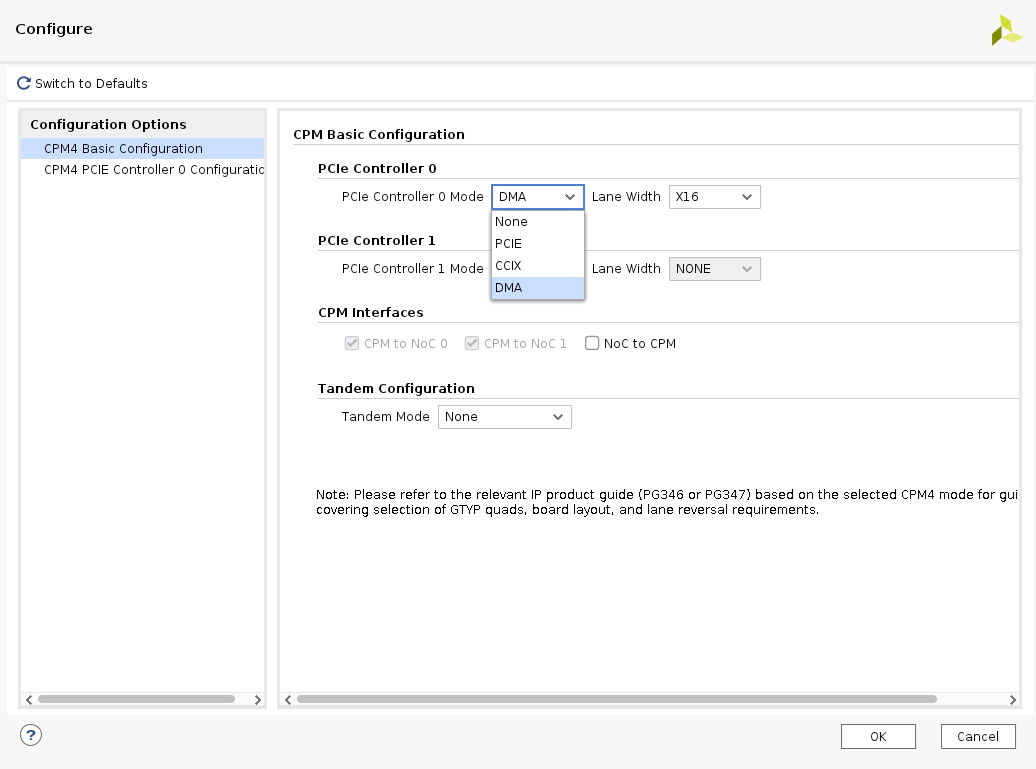 Configure
Switch to Defaults
Configuration Options
CPM4 Basic Configuration
CPM4 PCIE Controller 0 Configuratio
CPM Basic Configuration
PCIe Controller 0
PCIe Controller 0 Mode DMA Lane Width X16
None
PCIE
CCIX
DMA
PCIe Controller 1
PCIe Controller 1 Mode Lane Width NONE
CPM Interfaces
CPM to NoC 0 CPM to NoC 1 NoC to CPM
Tandem Configuration
Tandem Mode None
Note: Please refer to the relevant IP product guide (PG346 or PG347) based on the selected CPM4 mode for gui
covering selection of GTYP quads, board layout, and lane reversal requirements.
?
OK Cancel